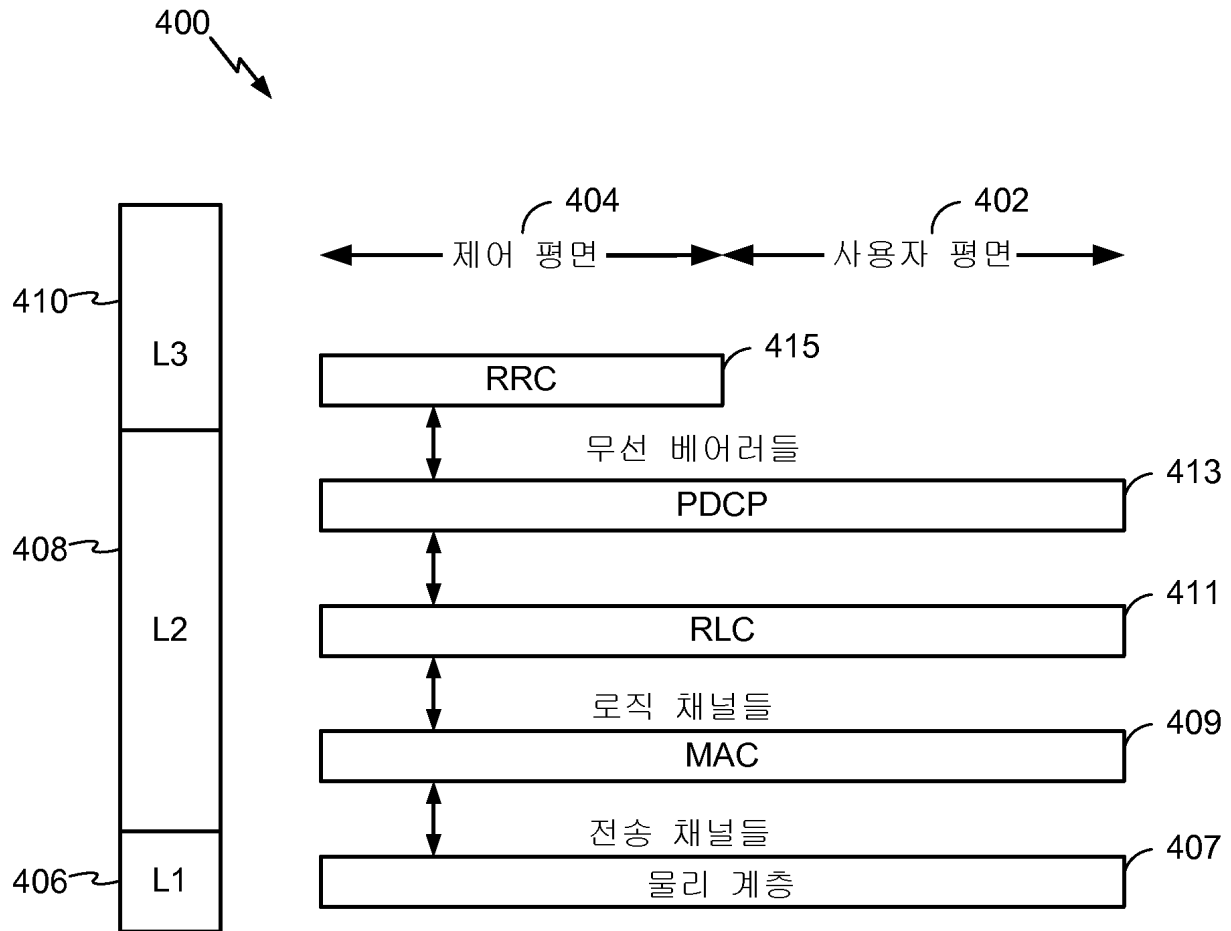 400
404
402
제어 평면
사용자 평면
410
L3
415
RRC
무선 베어러들
413
PDCP
408
L2
411
RLC
로직 채널들
409
MAC
전송 채널들
407
406
L1
물리 계층